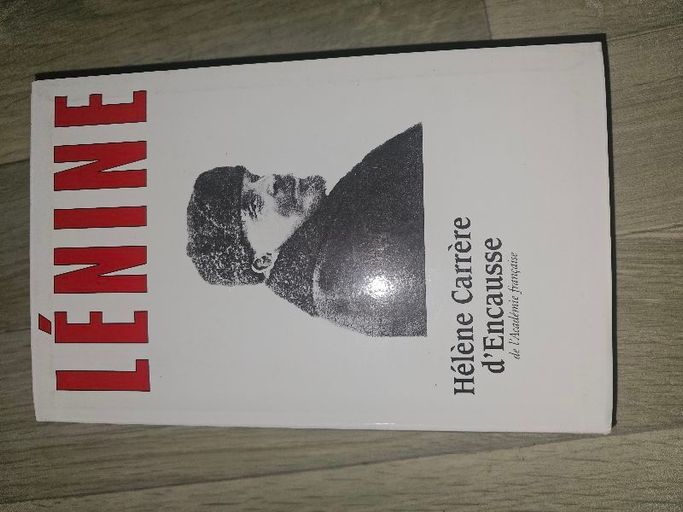 LÉNINE
Hélène Carrère
d'Encausse
de l'Académie française